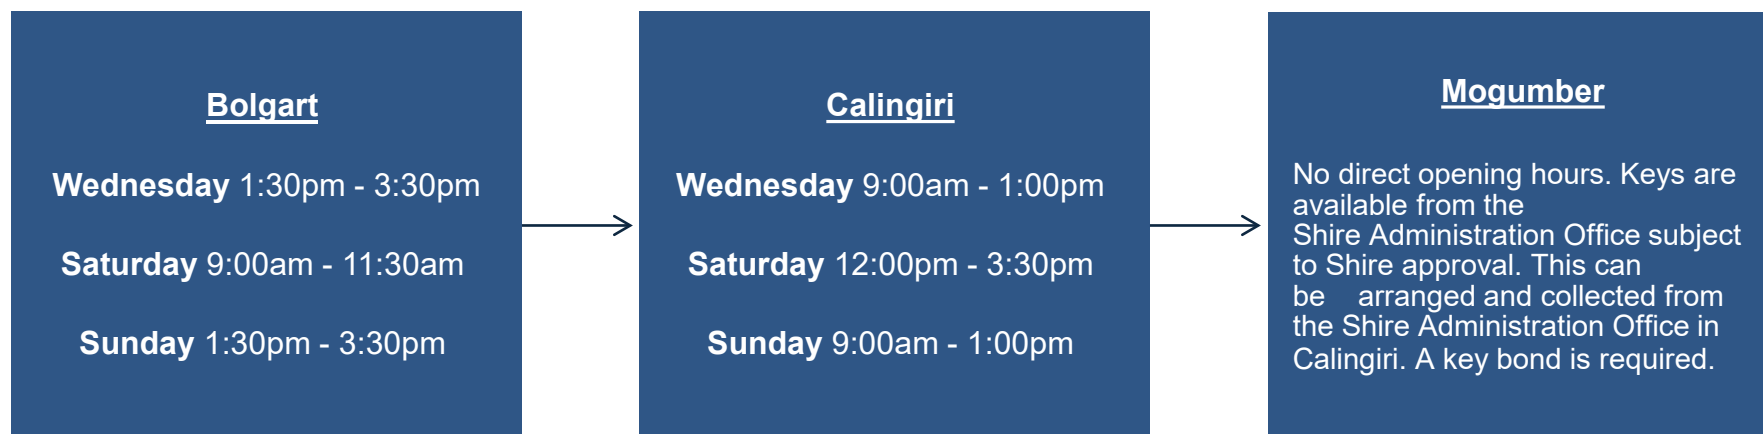 Bolgart
Wednesday 1:30pm - 3:30pm
Saturday 9:00am - 11:30am
Sunday 1:30pm - 3:30pm
Calingiri
Wednesday 9:00am - 1:00pm
Saturday 12:00pm - 3:30pm
Sunday 9:00am - 1:00pm
Mogumber
No direct opening hours. Keys are
available from the
Shire Administration Office subject
to Shire approval. This can
be arranged and collected from
the Shire Administration Office in
Calingiri. A key bond is required.